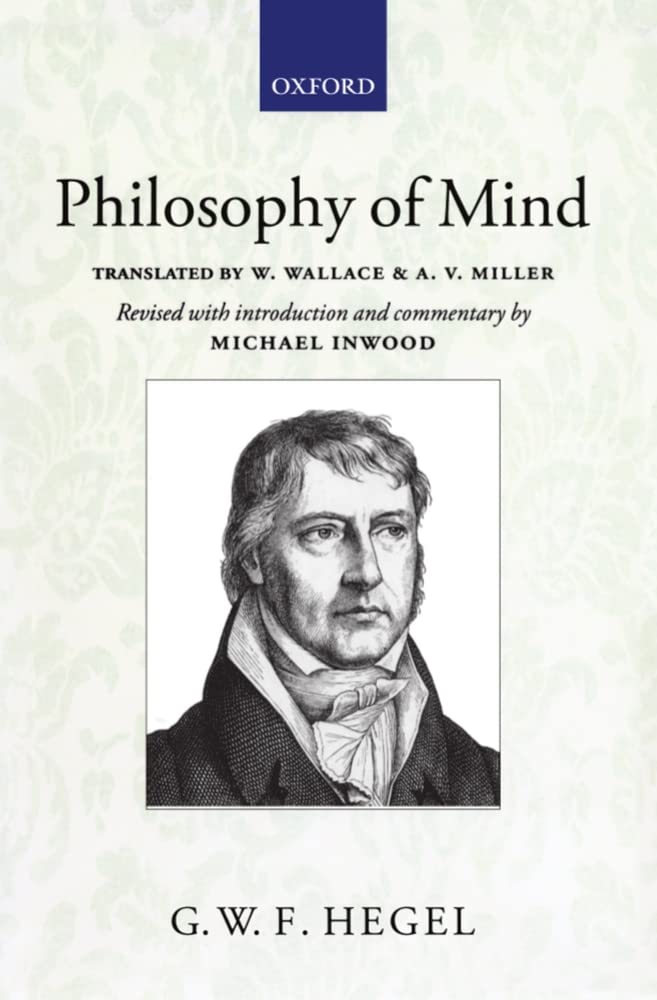 OXFORD
Philosophy of Mind
TRANSLATED BY W. WALLACE & A. V. MILLER
Revised with introduction and commentary by
MICHAEL INWOOD
G. W. F. HEGEL